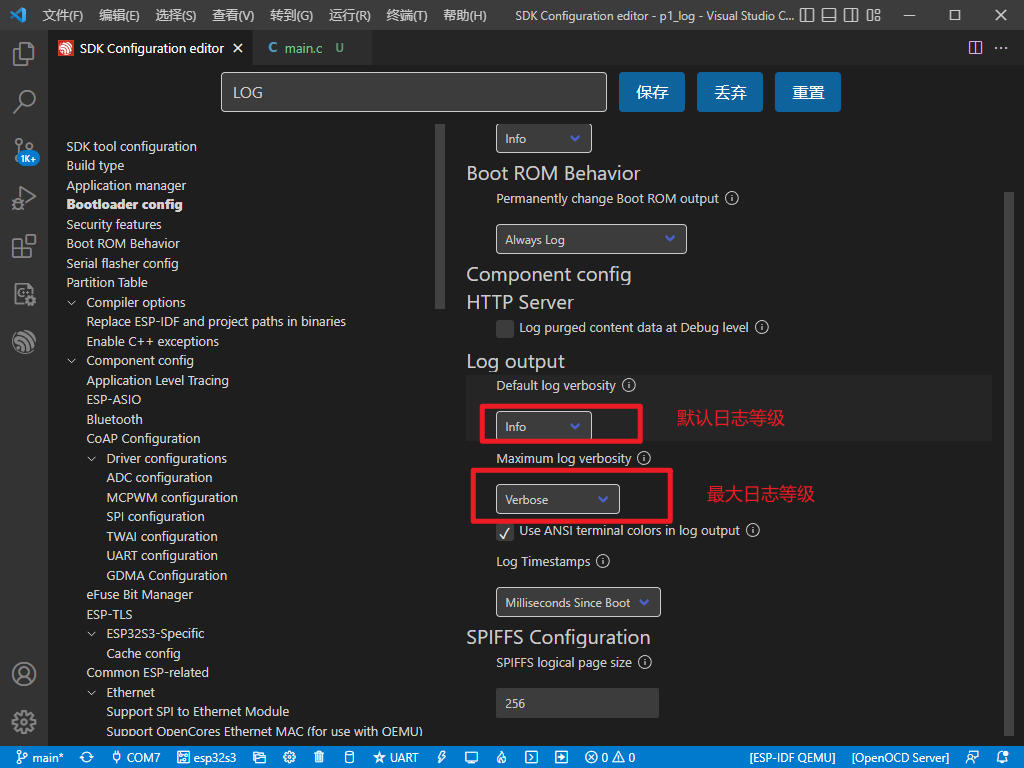 文件(F) 编辑(E) 选择(S) 查看(V) 转到(G) 运行(R) 终端(T) 帮助(H) SDK Configuration editor - p1_log - Visual Studio C...
SDK Configuration editor
C main.c U
LOG
保存 丢弃 重置
1K+
SDK tool configuration
Build type
Application manager
Bootloader config
Security features
Boot ROM Behavior
Serial flasher config
Partition Table
Compiler options
Replace ESP-IDF and project paths in binaries
Enable C++ exceptions
Component config
Application Level Tracing
ESP-ASIO
Bluetooth
CoAP Configuration
Driver configurations
ADC configuration
MCPWM configuration
SPI configuration
TWAI configuration
UART configuration
GDMA Configuration
eFuse Bit Manager
ESP-TLS
ESP32S3-Specific
Cache config
Common ESP-related
Ethernet
Support SPI to Ethernet Module
Support OpenCores Ethernet MAC (for use with QEMU)
Info
Boot ROM Behavior
Permanently change Boot ROM output
Always Log
Component config
HTTP Server
Log purged content data at Debug level
Log output
Default log verbosity
Info
默认日志等级
Maximum log verbosity
Verbose
最大日志等级
Use ANSI terminal colors in log output
Log Timestamps
Milliseconds Since Boot
SPIFFS Configuration
SPIFFS logical page size
256
main* COM7 esp32s3 UART 0 0 [ESP-IDF QEMU] [OpenOCD Server]